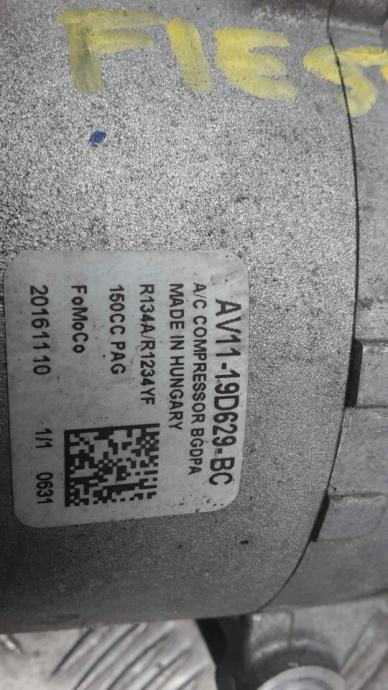 FIES
AV11-19D629-BC
A/C COMPRESSOR BGDPA
MADE IN HUNGARY
R134A/R1234YF
150CC PAG
FoMoCo
20161110 1/1 0631